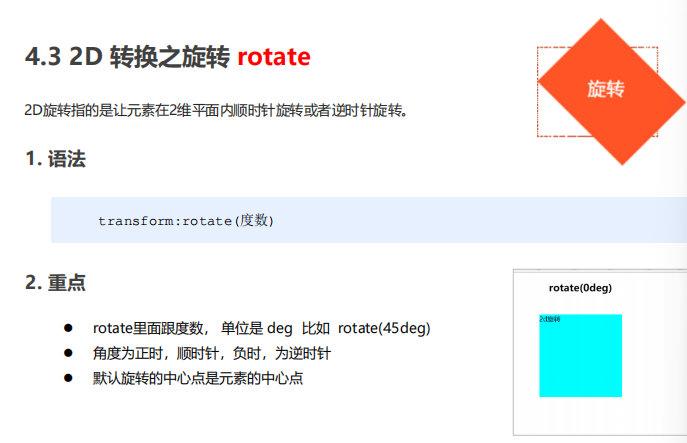 4.3 2D 转换之旋转 rotate
旋转
2D旋转指的是让元素在2维平面内顺时针旋转或者逆时针旋转。
1. 语法
transform:rotate(度数)
2. 重点
rotate(0deg)
2d旋转
● rotate里面跟度数， 单位是 deg 比如 rotate(45deg)
● 角度为正时，顺时针，负时，为逆时针
● 默认旋转的中心点是元素的中心点